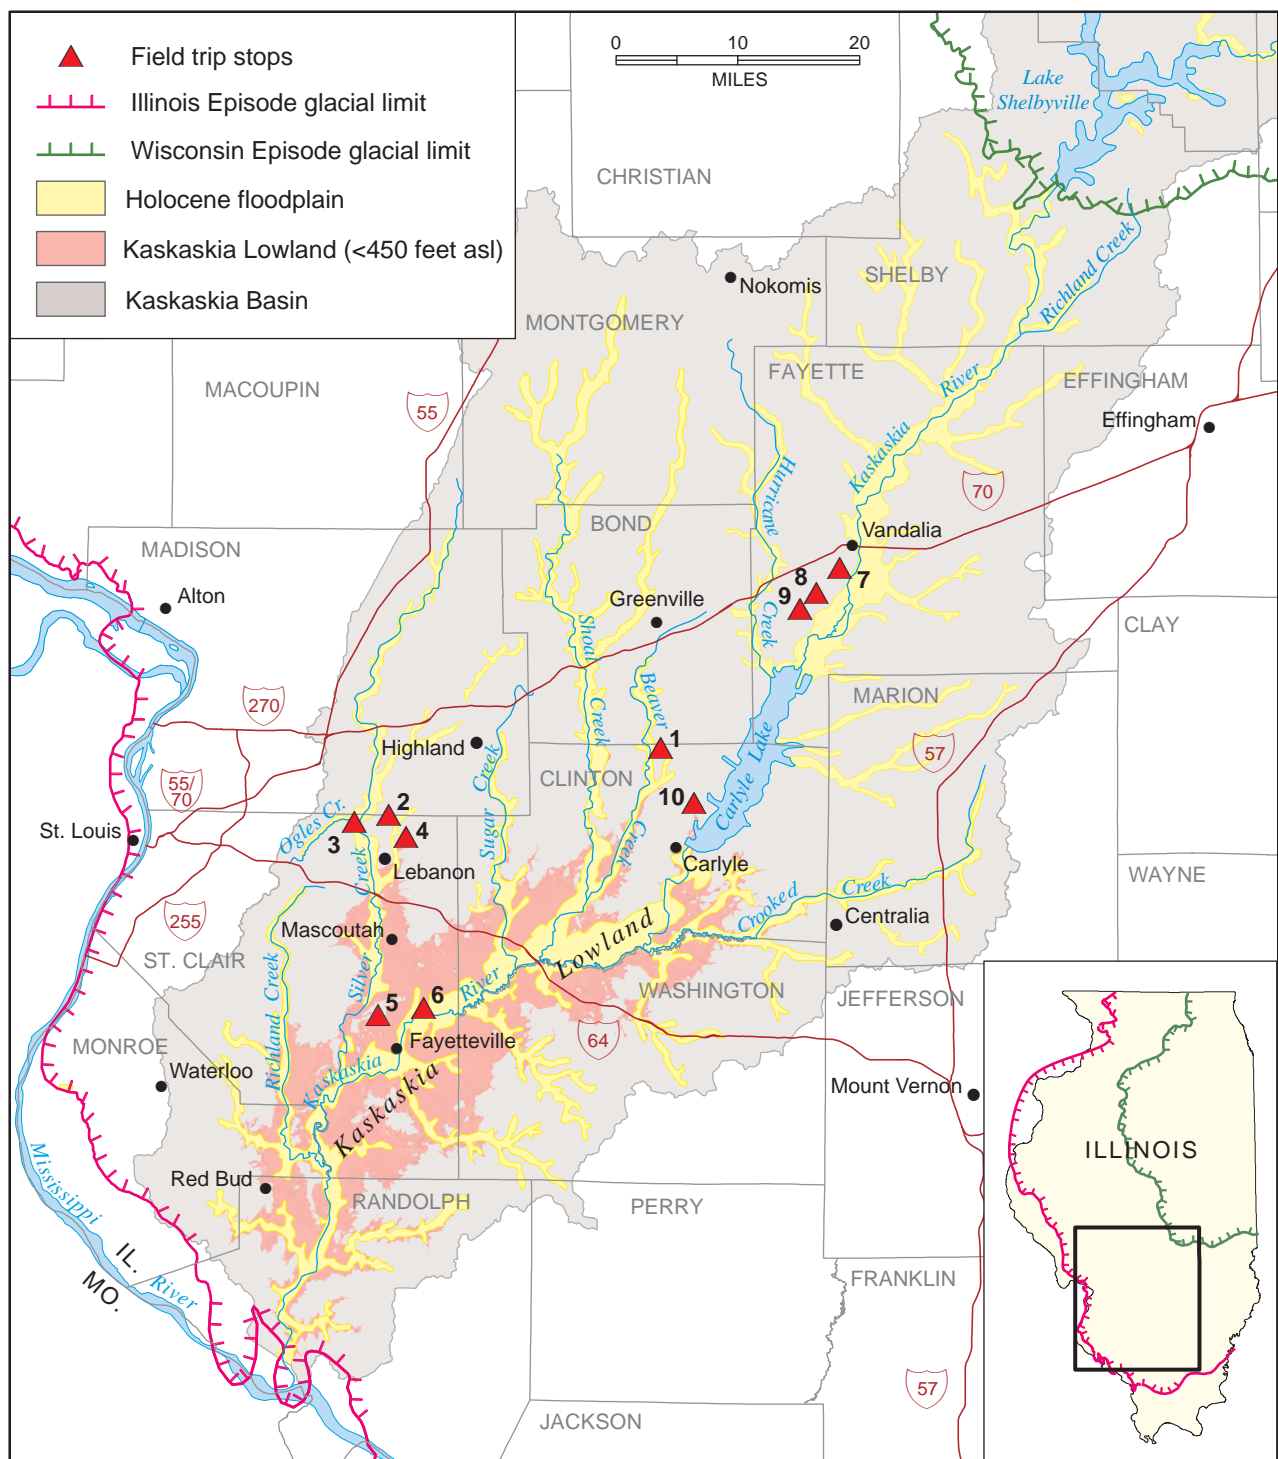 Field trip stops
Illinois Episode glacial limit
Wisconsin Episode glacial limit
Holocene floodplain
Kaskaskia Lowland (<450 feet asl)
Kaskaskia Basin
0 10 20
MILES
Lake
Shelbyville
CHRISTIAN
Nokomis
SHELBY
Richland Creek
MONTGOMERY
FAYETTE
EFFINGHAM
MACOUPIN
55
River
Effingham
Kaskaskia
Hurricane
70
BOND
Vandalia
MADISON
Alton
8
7
9
Greenville
Creek
CLAY
Shoal
Beaver
MARION
270
Highland
Creek
1
57
Creek
CLINTON
Carlyle Lake
55/
70
10
St. Louis
Ogles Cr.
2
3
4
Sugar
Creek
Lebanon
Creek
Carlyle
WAYNE
Creek
Crooked
Centralia
255
Mascoutah
Lowland
ST. CLAIR
Silver
River
WASHINGTON
JEFFERSON
5
6
Richland Creek
64
MONROE
Fayetteville
Waterloo
Kaskaskia
Kaskaskia
Mount Vernon
Mississippi
Red Bud
RANDOLPH
PERRY
ILLINOIS
IL.
MO.
River
FRANKLIN
57
JACKSON